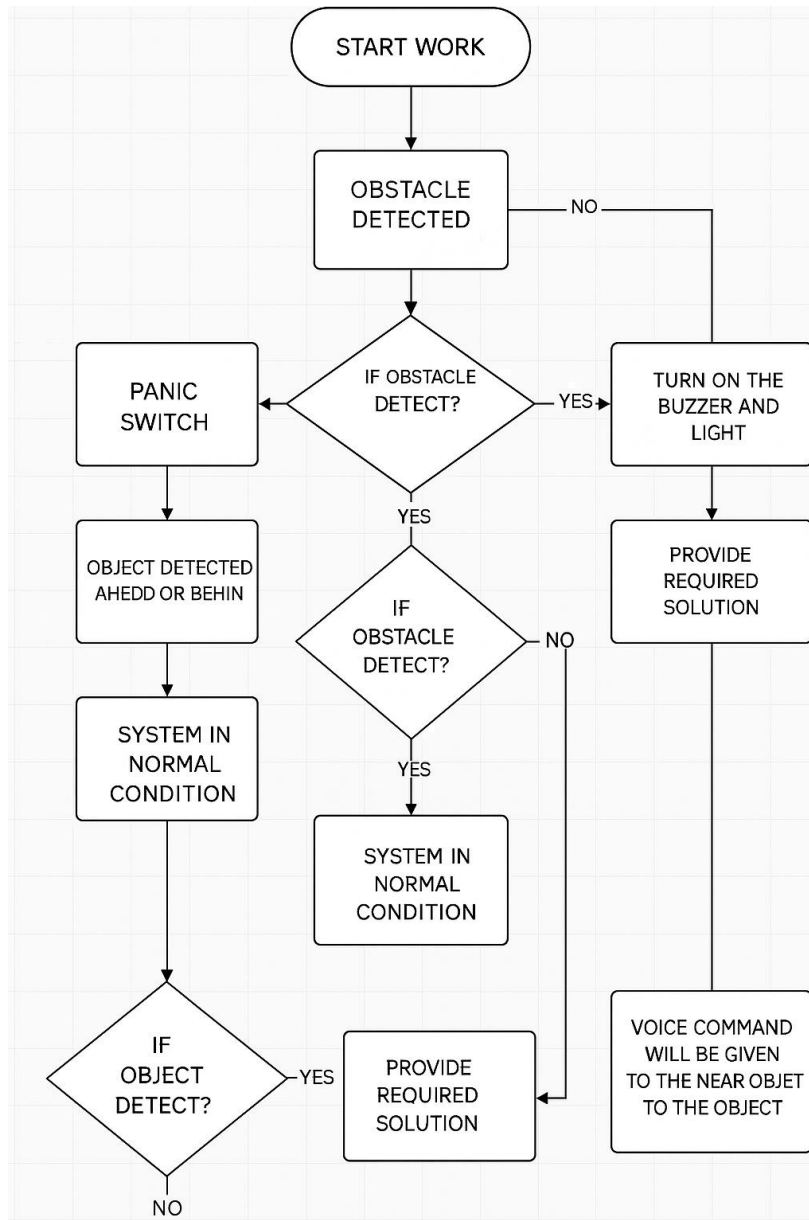 START WORK
OBSTACLE
DETECTED
NO
IF OBSTACLE
DETECT?
YES
PANIC
SWITCH
TURN ON THE
BUZZER AND
LIGHT
YES
OBJECT DETECTED
AHEDD OR BEHIN
IF
OBSTACLE
DETECT?
NO
PROVIDE
REQUIRED
SOLUTION
SYSTEM IN
NORMAL
CONDITION
YES
SYSTEM IN
NORMAL
CONDITION
IF
OBJECT
DETECT?
YES
PROVIDE
REQUIRED
SOLUTION
VOICE COMMAND
WILL BE GIVEN
TO THE NEAR OBJET
TO THE OBJECT
NO